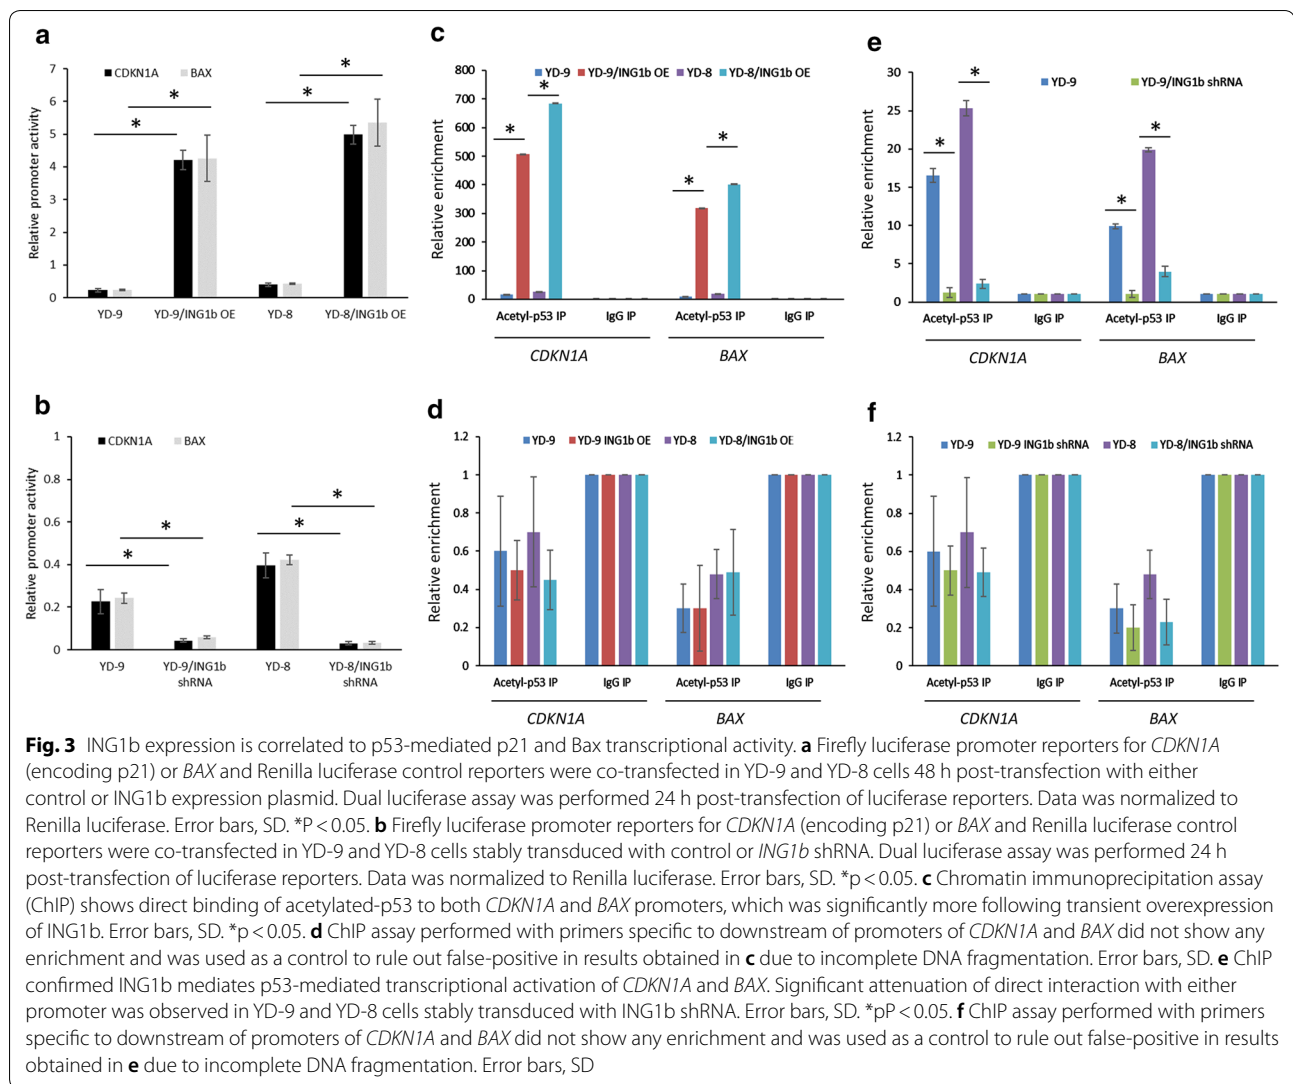 a
CDKN1A BAX
Relative promoter activity
7
6
5
4
3
2
1
0
* * * *
YD-9 YD-9/ING1b OE YD-8 YD-8/ING1b OE
c
YD-9 YD-9/ING1b OE YD-8 YD-8/ING1b OE
Relative enrichment
800
700
600
500
400
300
200
100
0
* * * *
Acetyl-p53 IP IgG IP Acetyl-p53 IP IgG IP
CDKN1A BAX
e
YD-9 YD-9/ING1b shRNA
Relative enrichment
30
25
20
15
10
5
0
* * * *
Acetyl-p53 IP IgG IP Acetyl-p53 IP IgG IP
CDKN1A BAX
b
CDKN1A BAX
Relative promoter activity
1
0.8
0.6
0.4
0.2
0
* * * *
YD-9 YD-9/ING1b YD-8 YD-8/ING1b
shRNA shRNA
d
YD-9 YD-9 ING1b OE YD-8 YD-8/ING1b OE
Relative enrichment
1.2
1
0.8
0.6
0.4
0.2
0
Acetyl-p53 IP IgG IP Acetyl-p53 IP IgG IP
CDKN1A BAX
f
YD-9 YD-9 ING1b shRNA YD-8 YD-8/ING1b shRNA
Relative enrichment
1.2
1
0.8
0.6
0.4
0.2
0
Acetyl-p53 IP IgG IP Acetyl-p53 IP IgG IP
CDKN1A BAX
Fig. 3 ING1b expression is correlated to p53-mediated p21 and Bax transcriptional activity. a Firefly luciferase promoter reporters for CDKN1A
(encoding p21) or BAX and Renilla luciferase control reporters were co-transfected in YD-9 and YD-8 cells 48 h post-transfection with either
control or ING1b expression plasmid. Dual luciferase assay was performed 24 h post-transfection of luciferase reporters. Data was normalized to
Renilla luciferase. Error bars, SD. *P < 0.05. b Firefly luciferase promoter reporters for CDKN1A (encoding p21) or BAX and Renilla luciferase control
reporters were co-transfected in YD-9 and YD-8 cells stably transduced with control or ING1b shRNA. Dual luciferase assay was performed 24 h
post-transfection of luciferase reporters. Data was normalized to Renilla luciferase. Error bars, SD. *p < 0.05. c Chromatin immunoprecipitation assay
(ChIP) shows direct binding of acetylated-p53 to both CDKN1A and BAX promoters, which was significantly more following transient overexpression
of ING1b. Error bars, SD. *p < 0.05. d ChIP assay performed with primers specific to downstream of promoters of CDKN1A and BAX did not show any
enrichment and was used as a control to rule out false-positive in results obtained in c due to incomplete DNA fragmentation. Error bars, SD. e ChIP
confirmed ING1b mediates p53-mediated transcriptional activation of CDKN1A and BAX. Significant attenuation of direct interaction with either
promoter was observed in YD-9 and YD-8 cells stably transduced with ING1b shRNA. Error bars, SD. *pP < 0.05. f ChIP assay performed with primers
specific to downstream of promoters of CDKN1A and BAX did not show any enrichment and was used as a control to rule out false-positive in results
obtained in e due to incomplete DNA fragmentation. Error bars, SD